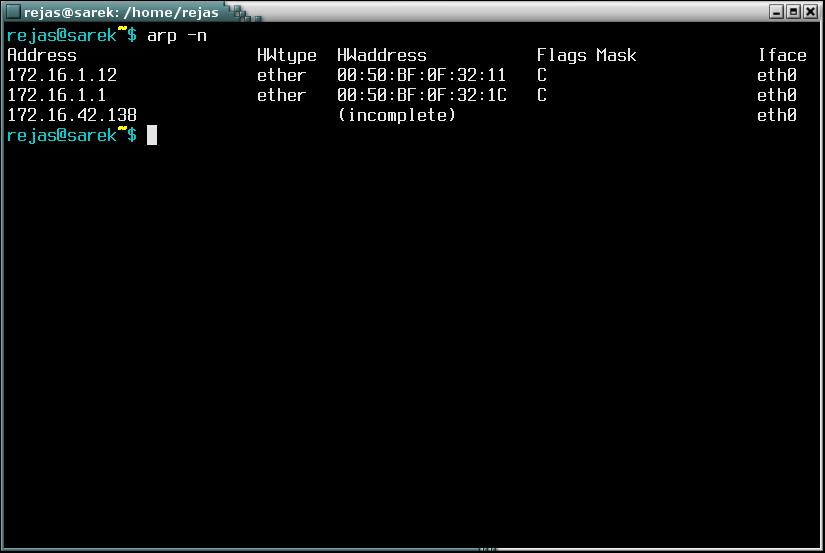 rejas@sarek: /home/rejas
rejas@sarek~$ arp -n
Address HWtype HWaddress Flags Mask Iface
172.16.1.12 ether 00:50:BF:0F:32:11 C eth0
172.16.1.1 ether 00:50:BF:0F:32:1C C eth0
172.16.42.138 (incomplete) eth0
rejas@sarek~$